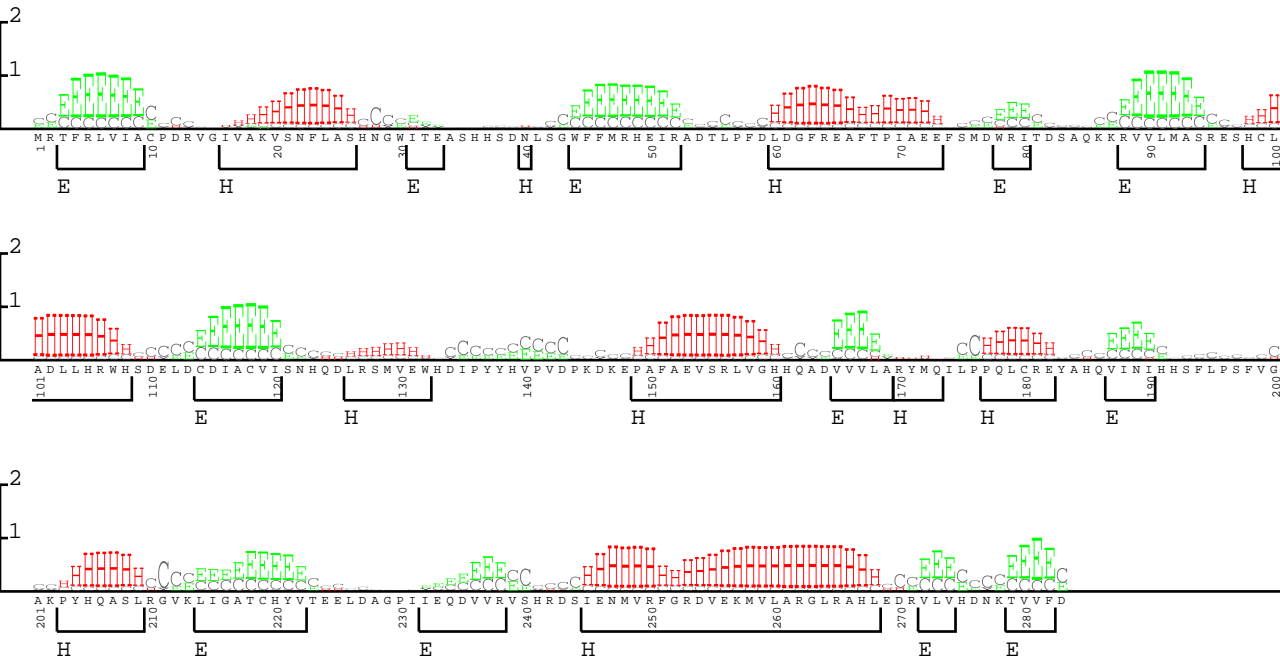 2
1
M R T F R L V I A C P D R V G I V A K V S N F L A S H N G W I T E A S H H S D N L S G W F F M R H E I R A D T L P F D L D G F R E A F T P I A E E F S M D W R I T D S A Q K K R V V L M A S R E S H C L
1 10 20 30 40 50 60 70 80 90 100
E H E H E H E E H
2
1
A D L L H R W H S D E L D C D I A C V I S N H Q D L R S M V E W H D I P Y Y H V P V D P K D K E P A F A E V S R L V G H H Q A D V V V L A R Y M Q I L P P Q L C R E Y A H Q V I N I H H S F L P S F V G
101 110 120 130 140 150 160 170 180 190 200
E H H E H H E
2
1
A K P Y H Q A S L R G V K L I G A T C H Y V T E E L D A G P I I E Q D V V R V S H R D S I E N M V R F G R D V E K M V L A R G L R A H L E D R V L V H D N K T V V F D
201 210 220 230 240 250 260 270 280
H E E H E E